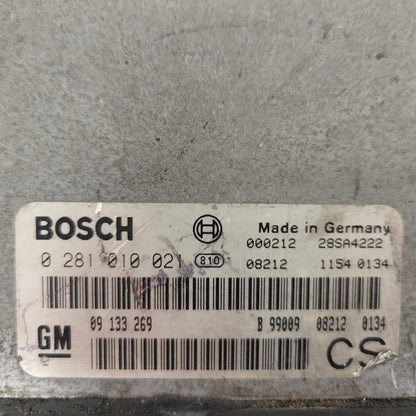 BOSCH Made in Germany
000212 28SA4222
0 281 010 021 810 08212 1154 0134
GM 09 133 269 B 99009 08212 0134
CS